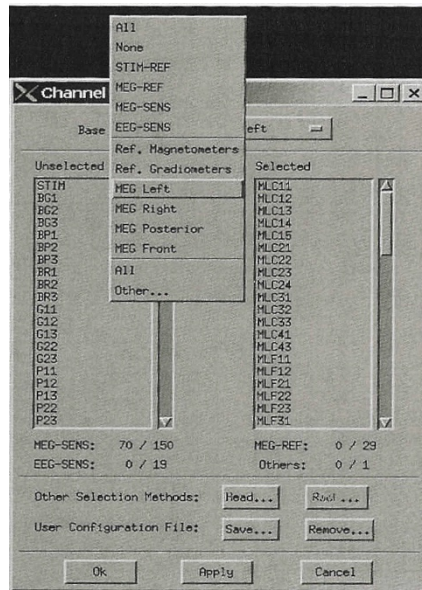 All
None
STIM-REF
MEG-REF
MEG-SENS
EEG-SENS
Ref. Magnetometers
Ref. Gradiometers
MEG Left
MEG Right
MEG Posterior
MEG Front
All
Other...
Channel
Base
eft
Unselected
STIM
BG1
BG2
BG3
BP1
BP2
BP3
BR1
BR2
BR3
G11
G12
G13
G22
G23
P11
P12
P13
P22
P23
Selected
MLC11
MLC12
MLC13
MLC14
MLC15
MLC21
MLC22
MLC23
MLC24
MLC31
MLC32
MLC33
MLC41
MLC43
MLF11
MLF12
MLF21
MLF22
MLF23
MLF31
MEG-SENS: 70 / 150 MEG-REF: 0 / 29
EEG-SENS: 0 / 19 Others: 0 / 1
Other Selection Methods: Head...
User Configuration File: Save... Remove...
Ok Apply Cancel